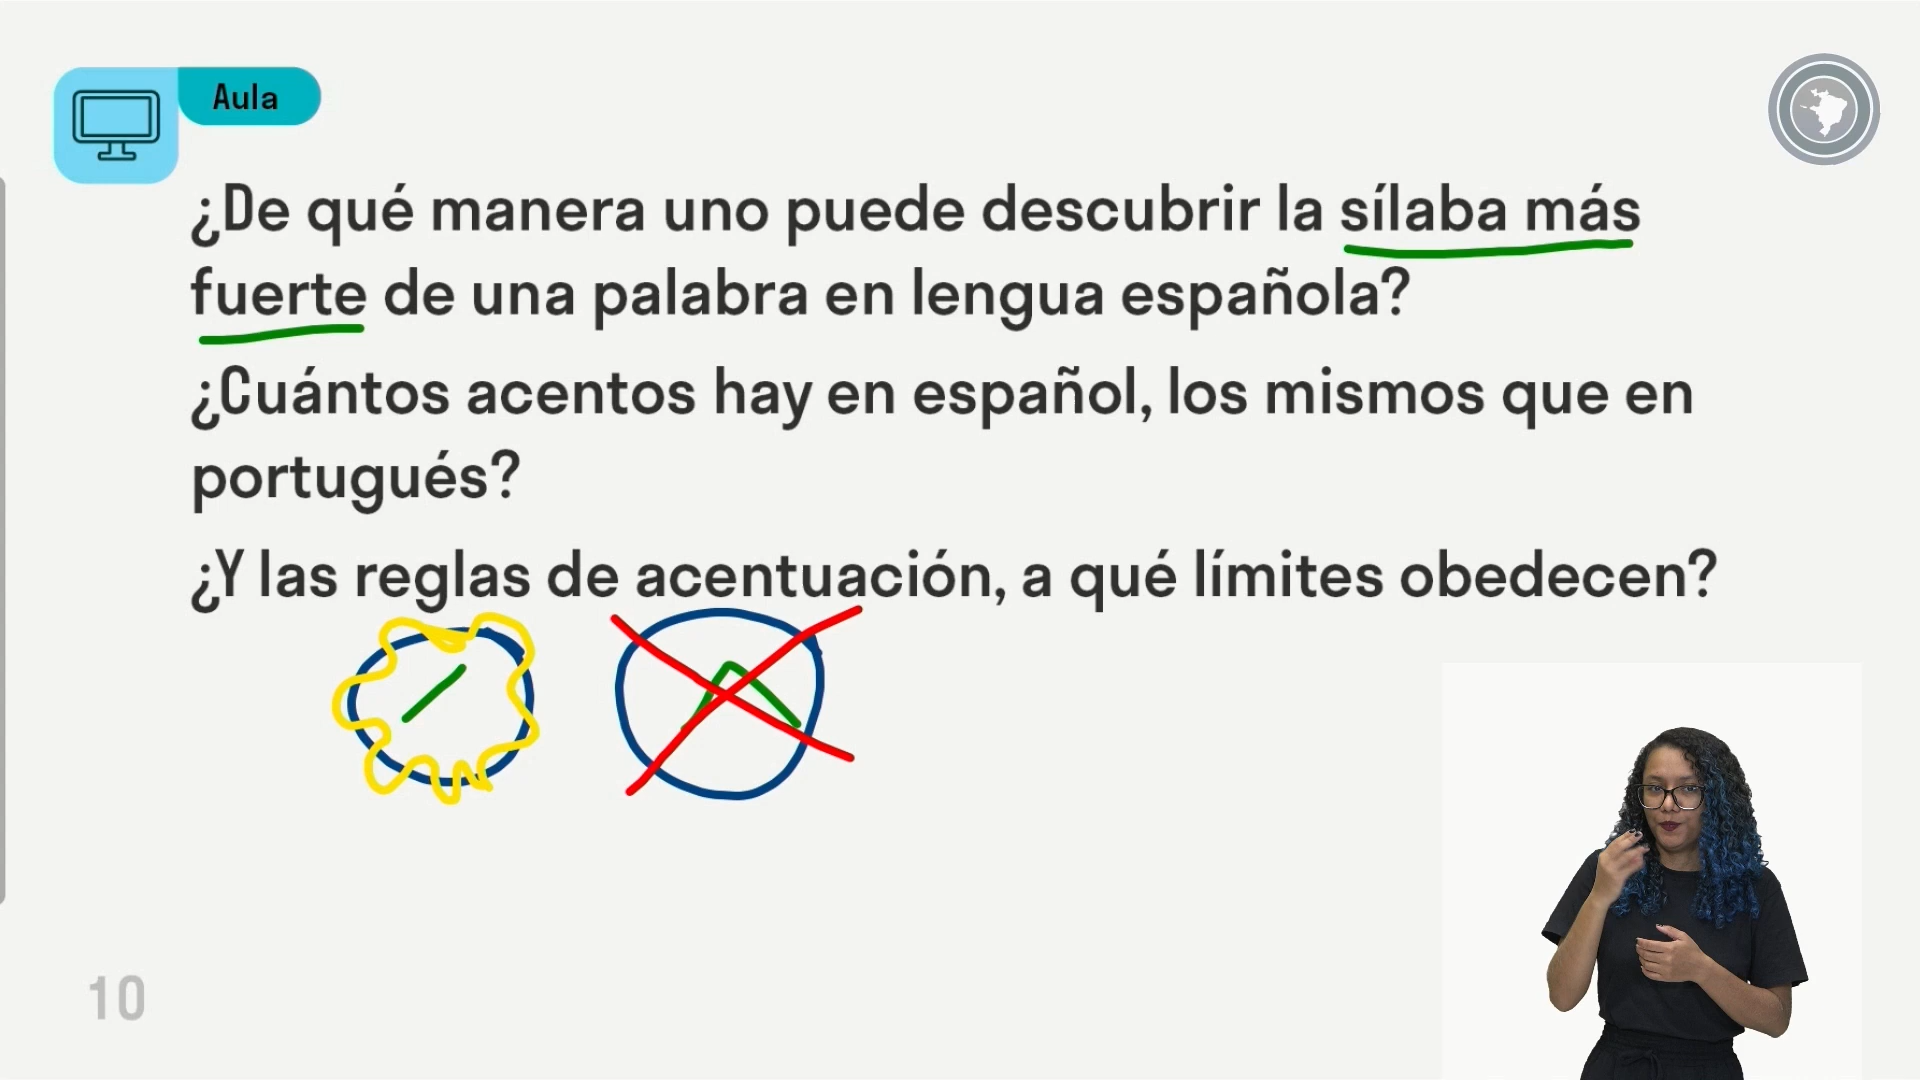 Aula
¿De qué manera uno puede descubrir la sílaba más
fuerte de una palabra en lengua española?
¿Cuántos acentos hay en español, los mismos que en
portugués?
¿Y las reglas de acentuación, a qué límites obedecen?
10